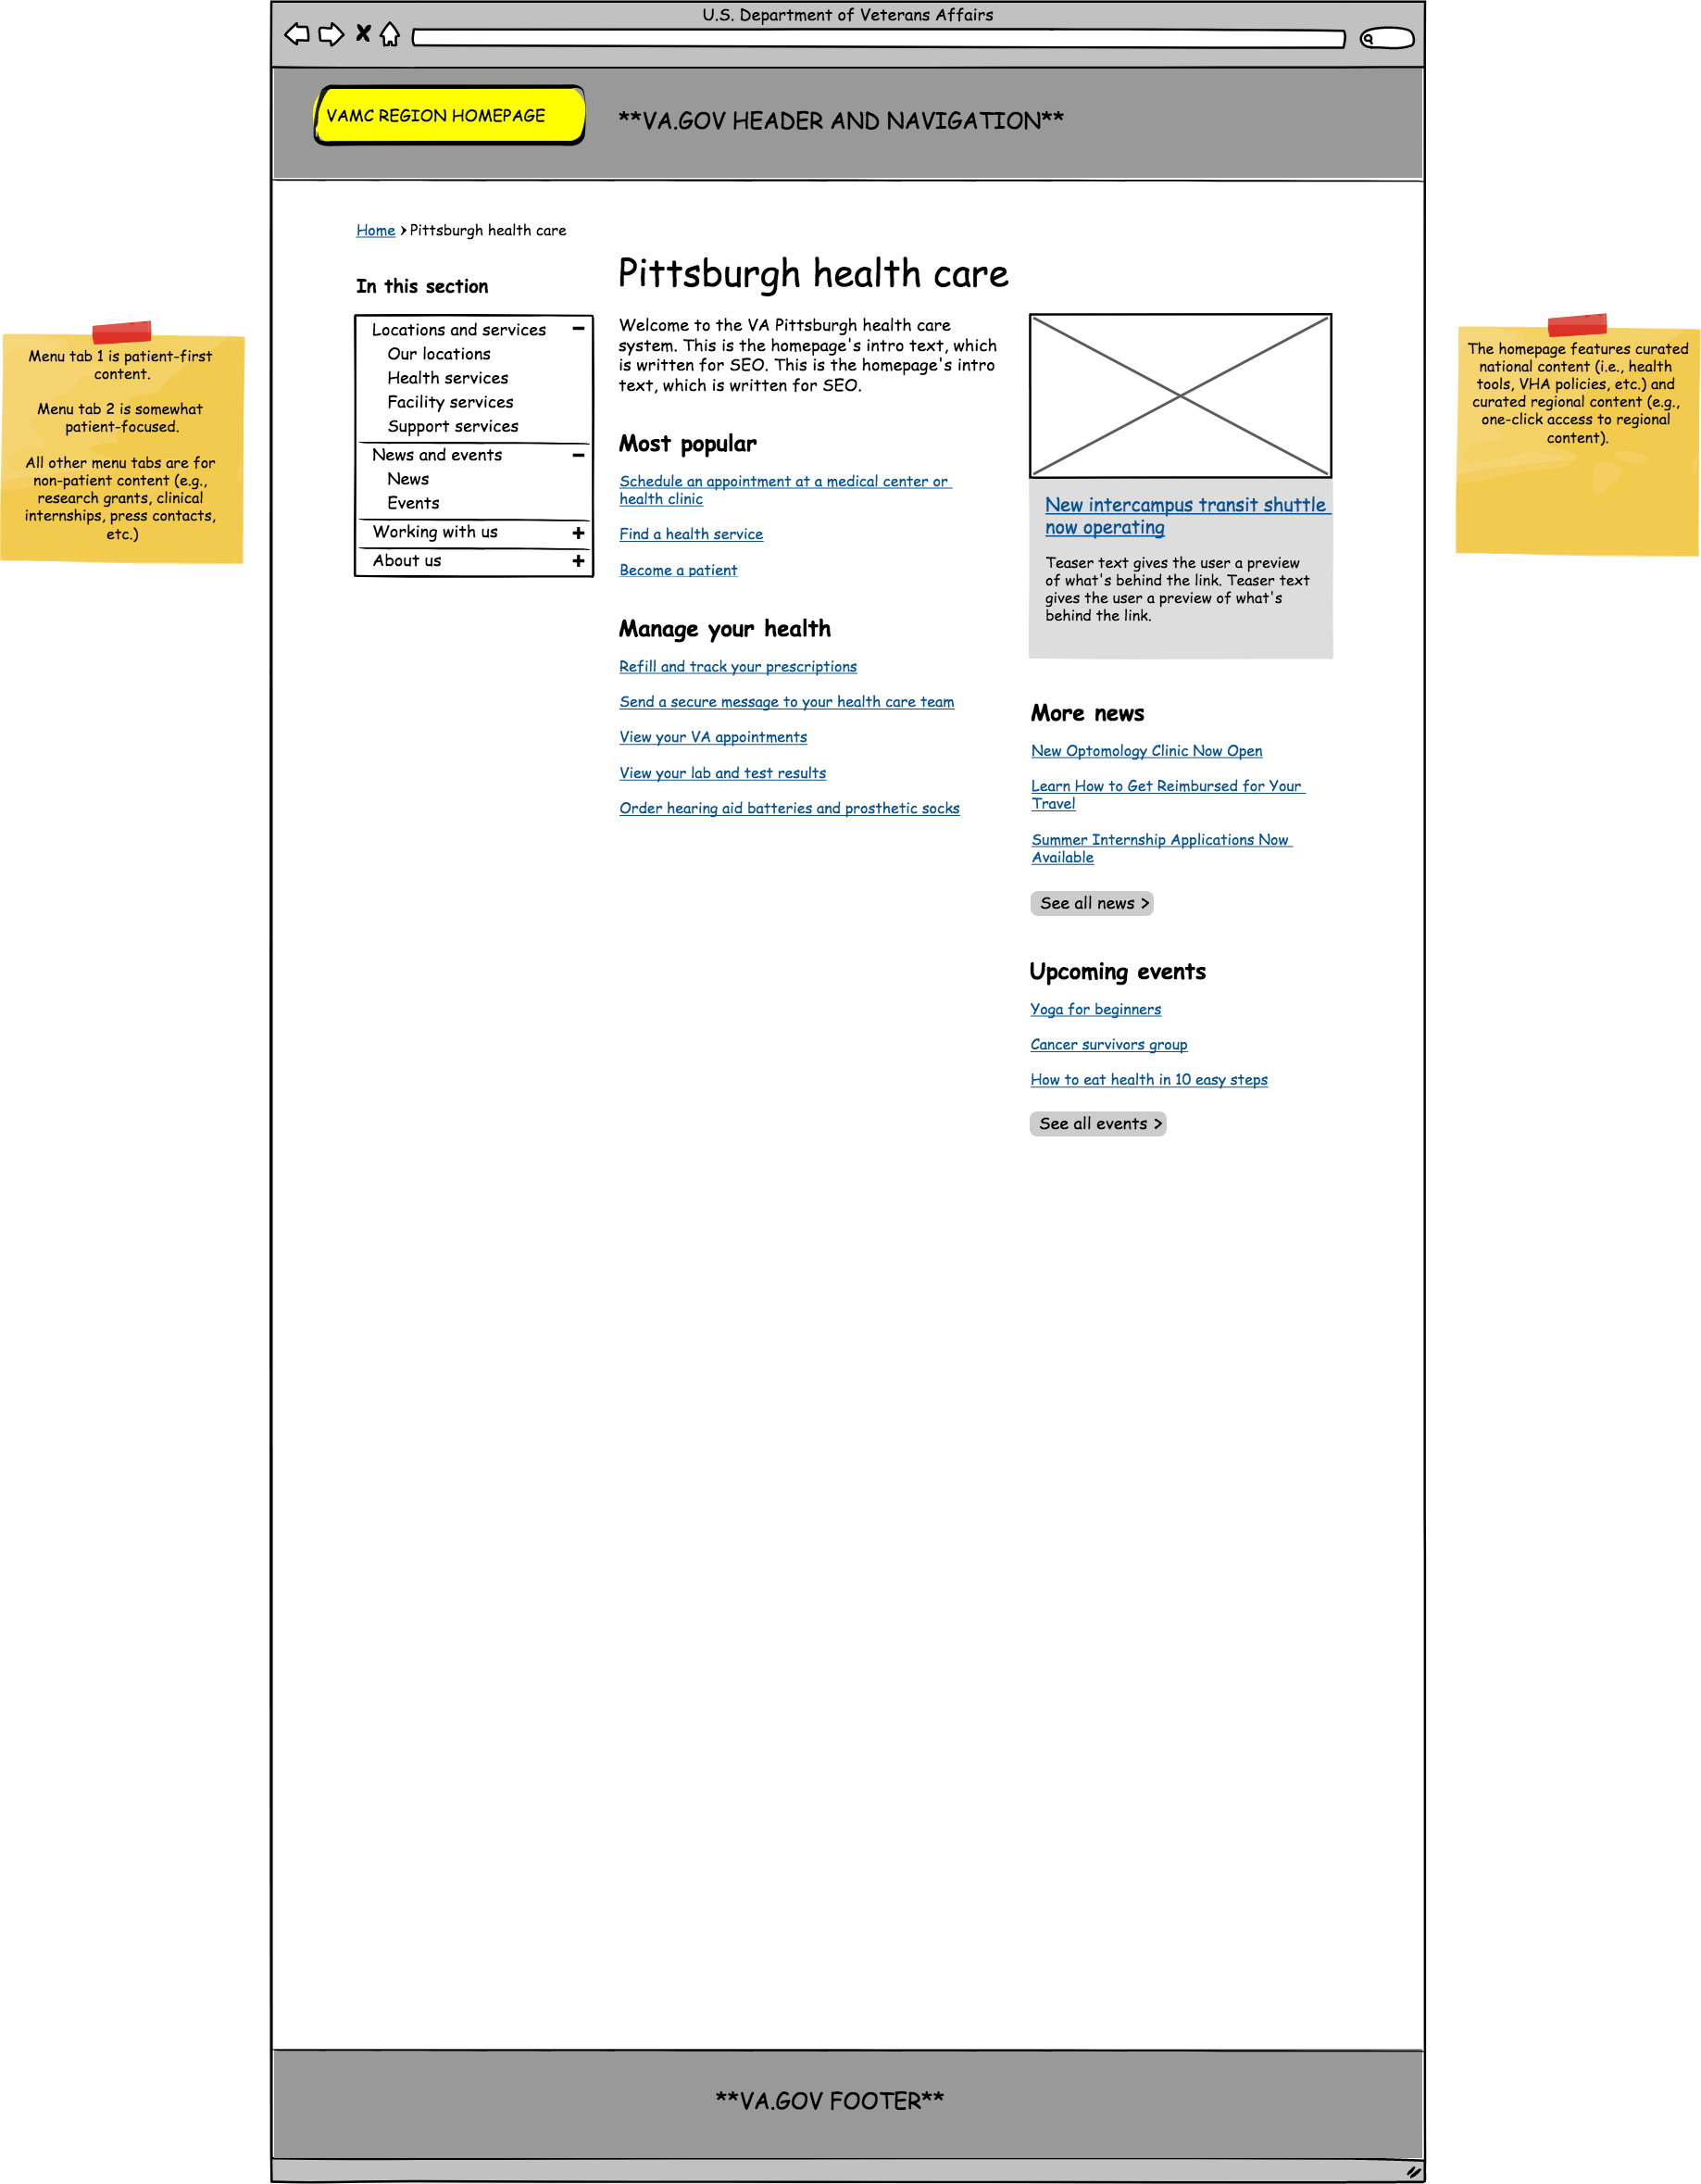 U.S. Department of Veterans Affairs
VAMC REGION HOMEPAGE
**VA.GOV HEADER AND NAVIGATION**
Home › Pittsburgh health care
In this section
Locations and services
Our locations
Health services
Facility services
Support services
News and events
News
Events
Working with us
About us
Menu tab 1 is patient-first
content.
Menu tab 2 is somewhat
patient-focused.
All other menu tabs are for
non-patient content (e.g.,
research grants, clinical
internships, press contacts,
etc.)
Pittsburgh health care
Welcome to the VA Pittsburgh health care
system. This is the homepage's intro text, which
is written for SEO. This is the homepage's intro
text, which is written for SEO.
Most popular
Schedule an appointment at a medical center or
health clinic
Find a health service
Become a patient
Manage your health
Refill and track your prescriptions
Send a secure message to your health care team
View your VA appointments
View your lab and test results
Order hearing aid batteries and prosthetic socks
New intercampus transit shuttle
now operating
Teaser text gives the user a preview
of what's behind the link. Teaser text
gives the user a preview of what's
behind the link.
More news
New Optomology Clinic Now Open
Learn How to Get Reimbursed for Your
Travel
Summer Internship Applications Now
Available
See all news >
Upcoming events
Yoga for beginners
Cancer survivors group
How to eat health in 10 easy steps
See all events >
The homepage features curated
national content (i.e., health
tools, VHA policies, etc.) and
curated regional content (e.g.,
one-click access to regional
content).
**VA.GOV FOOTER**